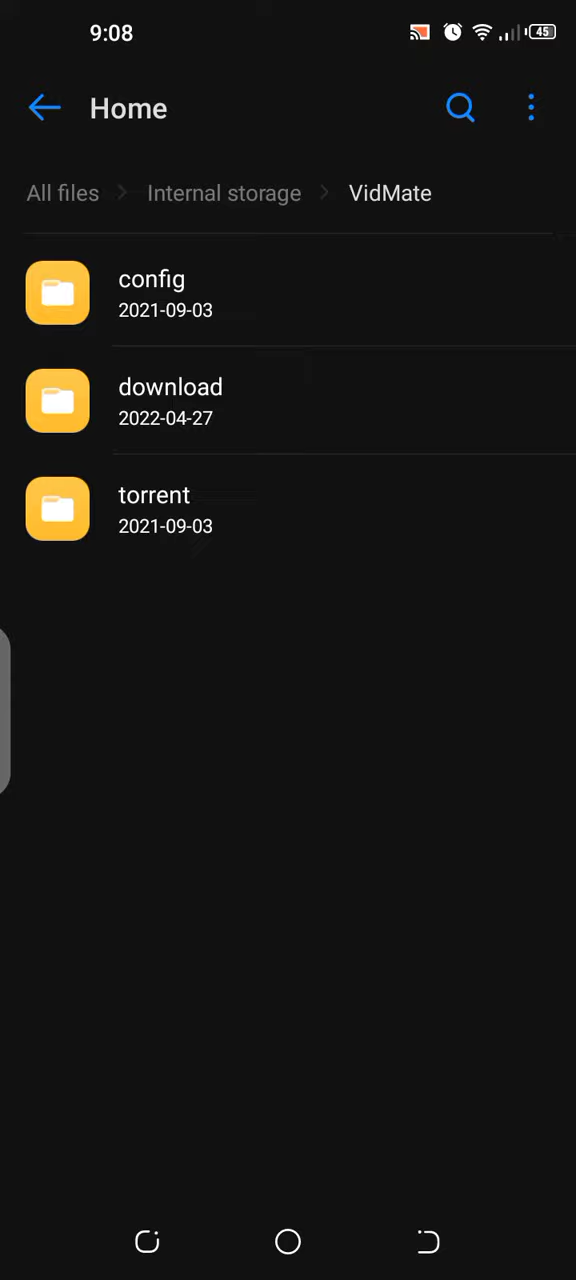 9:08
45
Home
All files
Internal storage
VidMate
config
2021-09-03
download
2022-04-27
torrent
2021-09-03